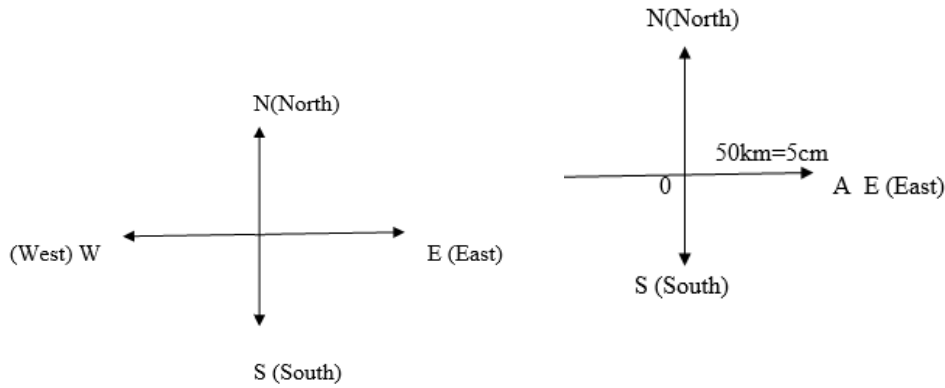 N(North)
(West) W
E (East)
S (South)
N(North)
50km=5cm
0
A E (East)
S (South)